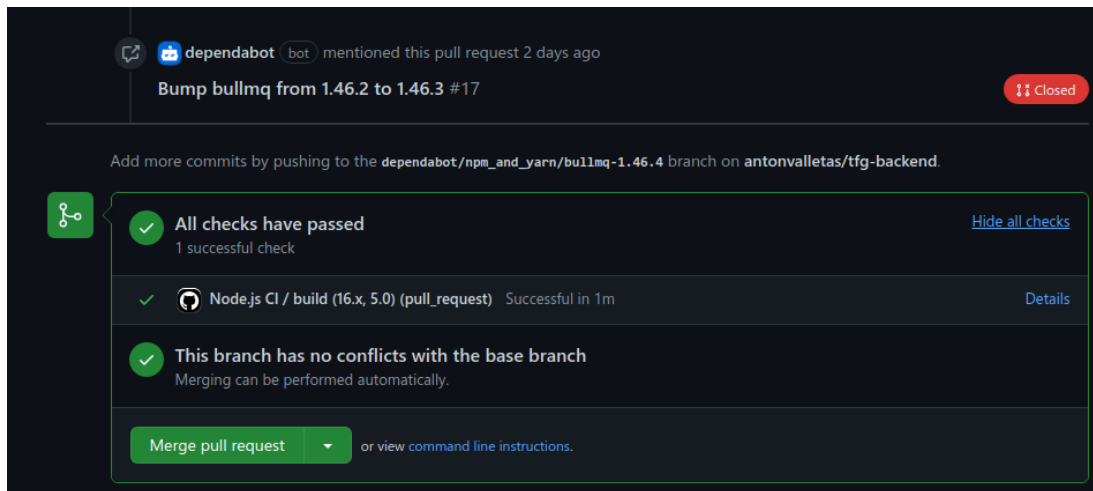 dependabot bot mentioned this pull request 2 days ago
Bump bullmq from 1.46.2 to 1.46.3 #17
Closed
Add more commits by pushing to the dependabot/npm_and_yarn/bullmq-1.46.4 branch on antonvalletas/tfg-backend.
All checks have passed
Hide all checks
1 successful check
Node.js CI / build (16.x, 5.0) (pull_request) Successful in 1m
Details
This branch has no conflicts with the base branch
Merging can be performed automatically.
Merge pull request
or view command line instructions.